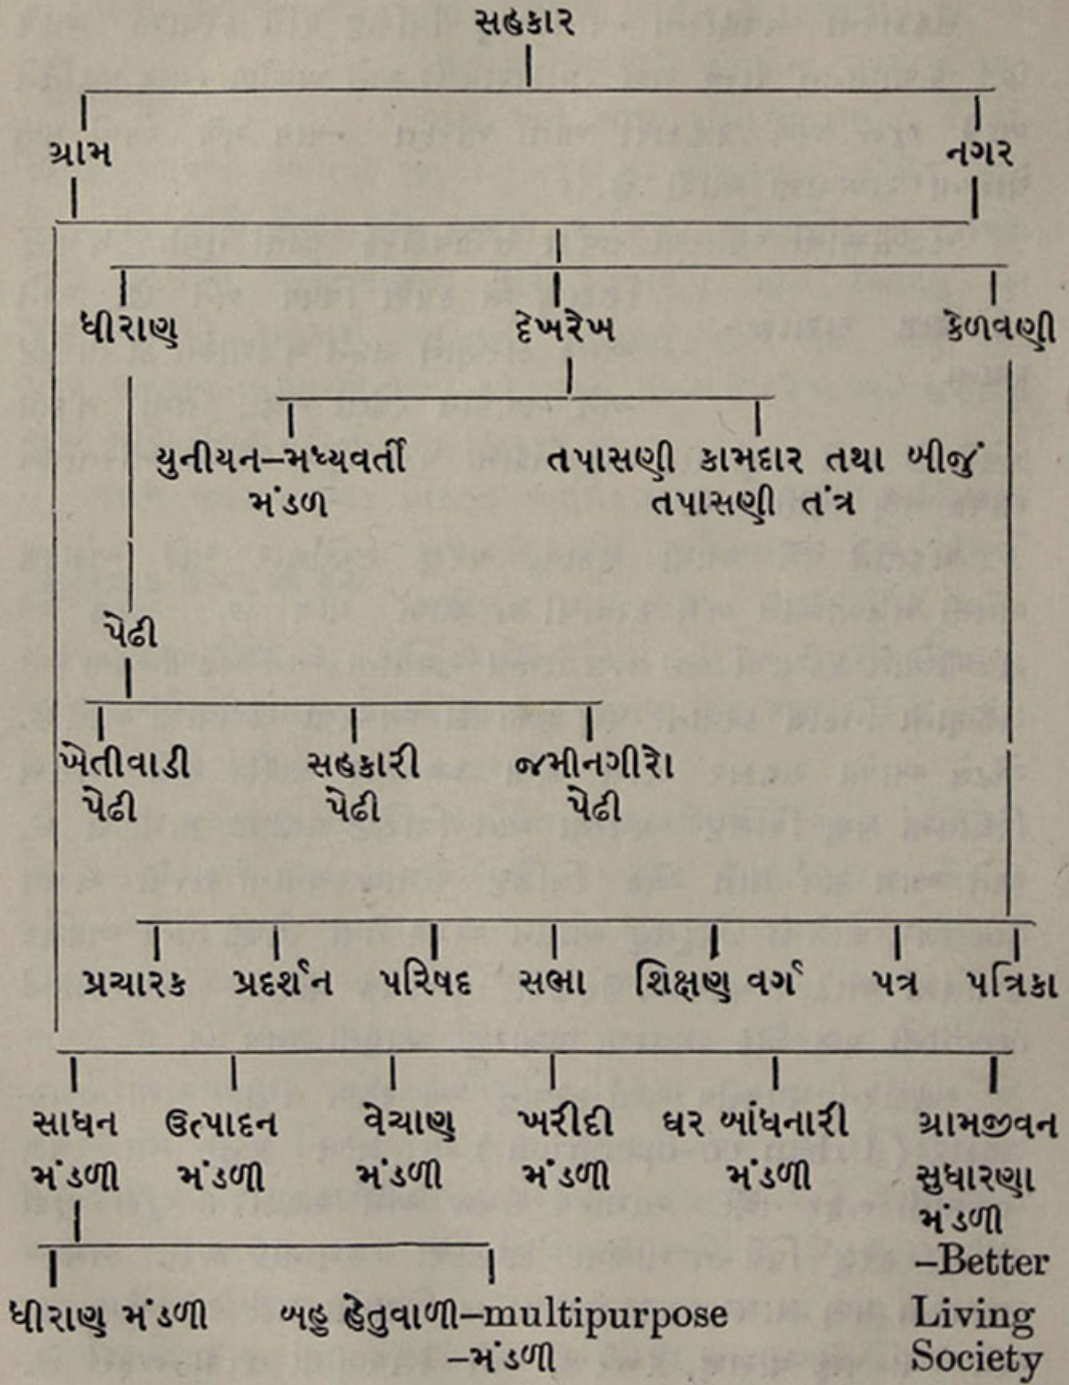 સહકાર
ગ્રામ નગર
ધીરાણ દેખરેખ કેળવણી
યુનીયન–મધ્યવર્તી તપાસણી કામદાર તથા બીજું
મંડળ તપાસણી તંત્ર
પેઢી
ખેતીવાડી સહકારી જમીનગીરો
પેઢી પેઢી પેઢી
પ્રચારક પ્રદર્શન પરિષદ સભા શિક્ષણ વર્ગ પત્ર પત્રિકા
સાધન ઉત્પાદન વેચાણ ખરીદી ઘર બાંધનારી ગ્રામજીવન
મંડળી મંડળી મંડળી મંડળી મંડળી સુધારણા
મંડળી
–Better
ધીરાણ મંડળી બહુ હેતુવાળી–multipurpose Living
–મંડળી Society